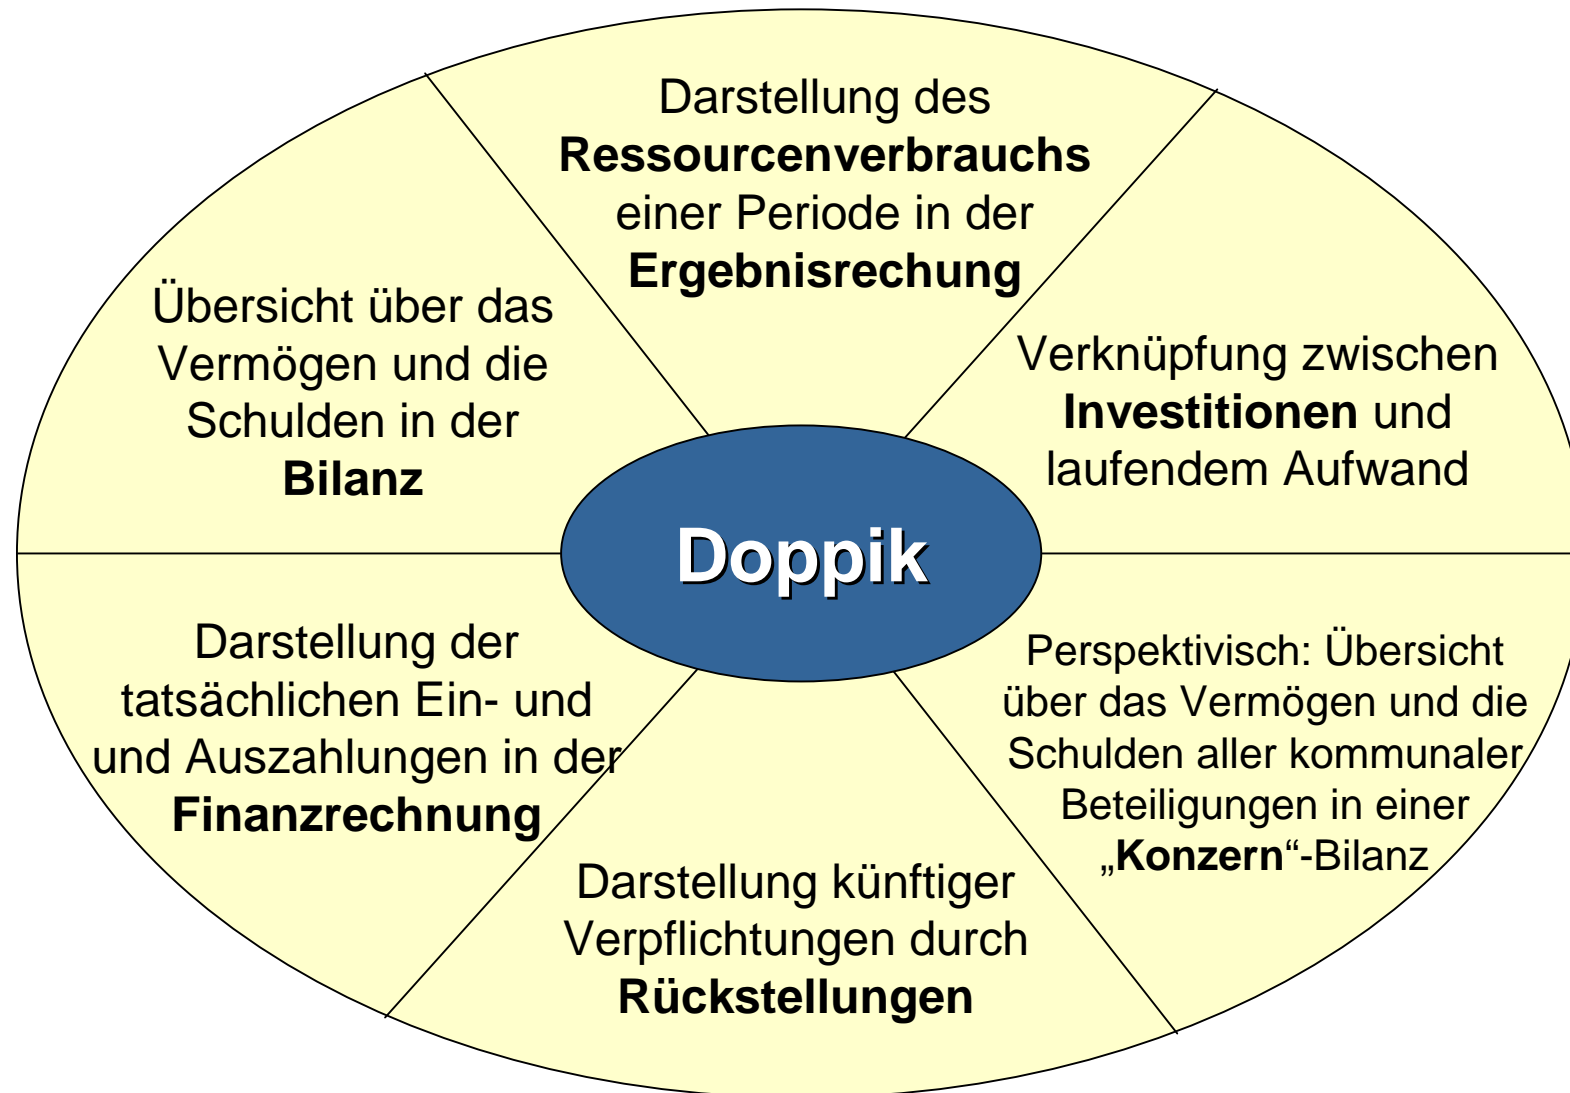 Darstellung des
Ressourcenverbrauchs
einer Periode in der
Ergebnisrechung
Übersicht über das
Vermögen und die
Schulden in der
Bilanz
Verknüpfung zwischen
Investitionen und
laufendem Aufwand
Doppik
Darstellung der
tatsächlichen Ein- und
und Auszahlungen in der
Finanzrechnung
Perspektivisch: Übersicht
über das Vermögen und die
Schulden aller kommunaler
Beteiligungen in einer
„Konzern“-Bilanz
Darstellung künftiger
Verpflichtungen durch
Rückstellungen